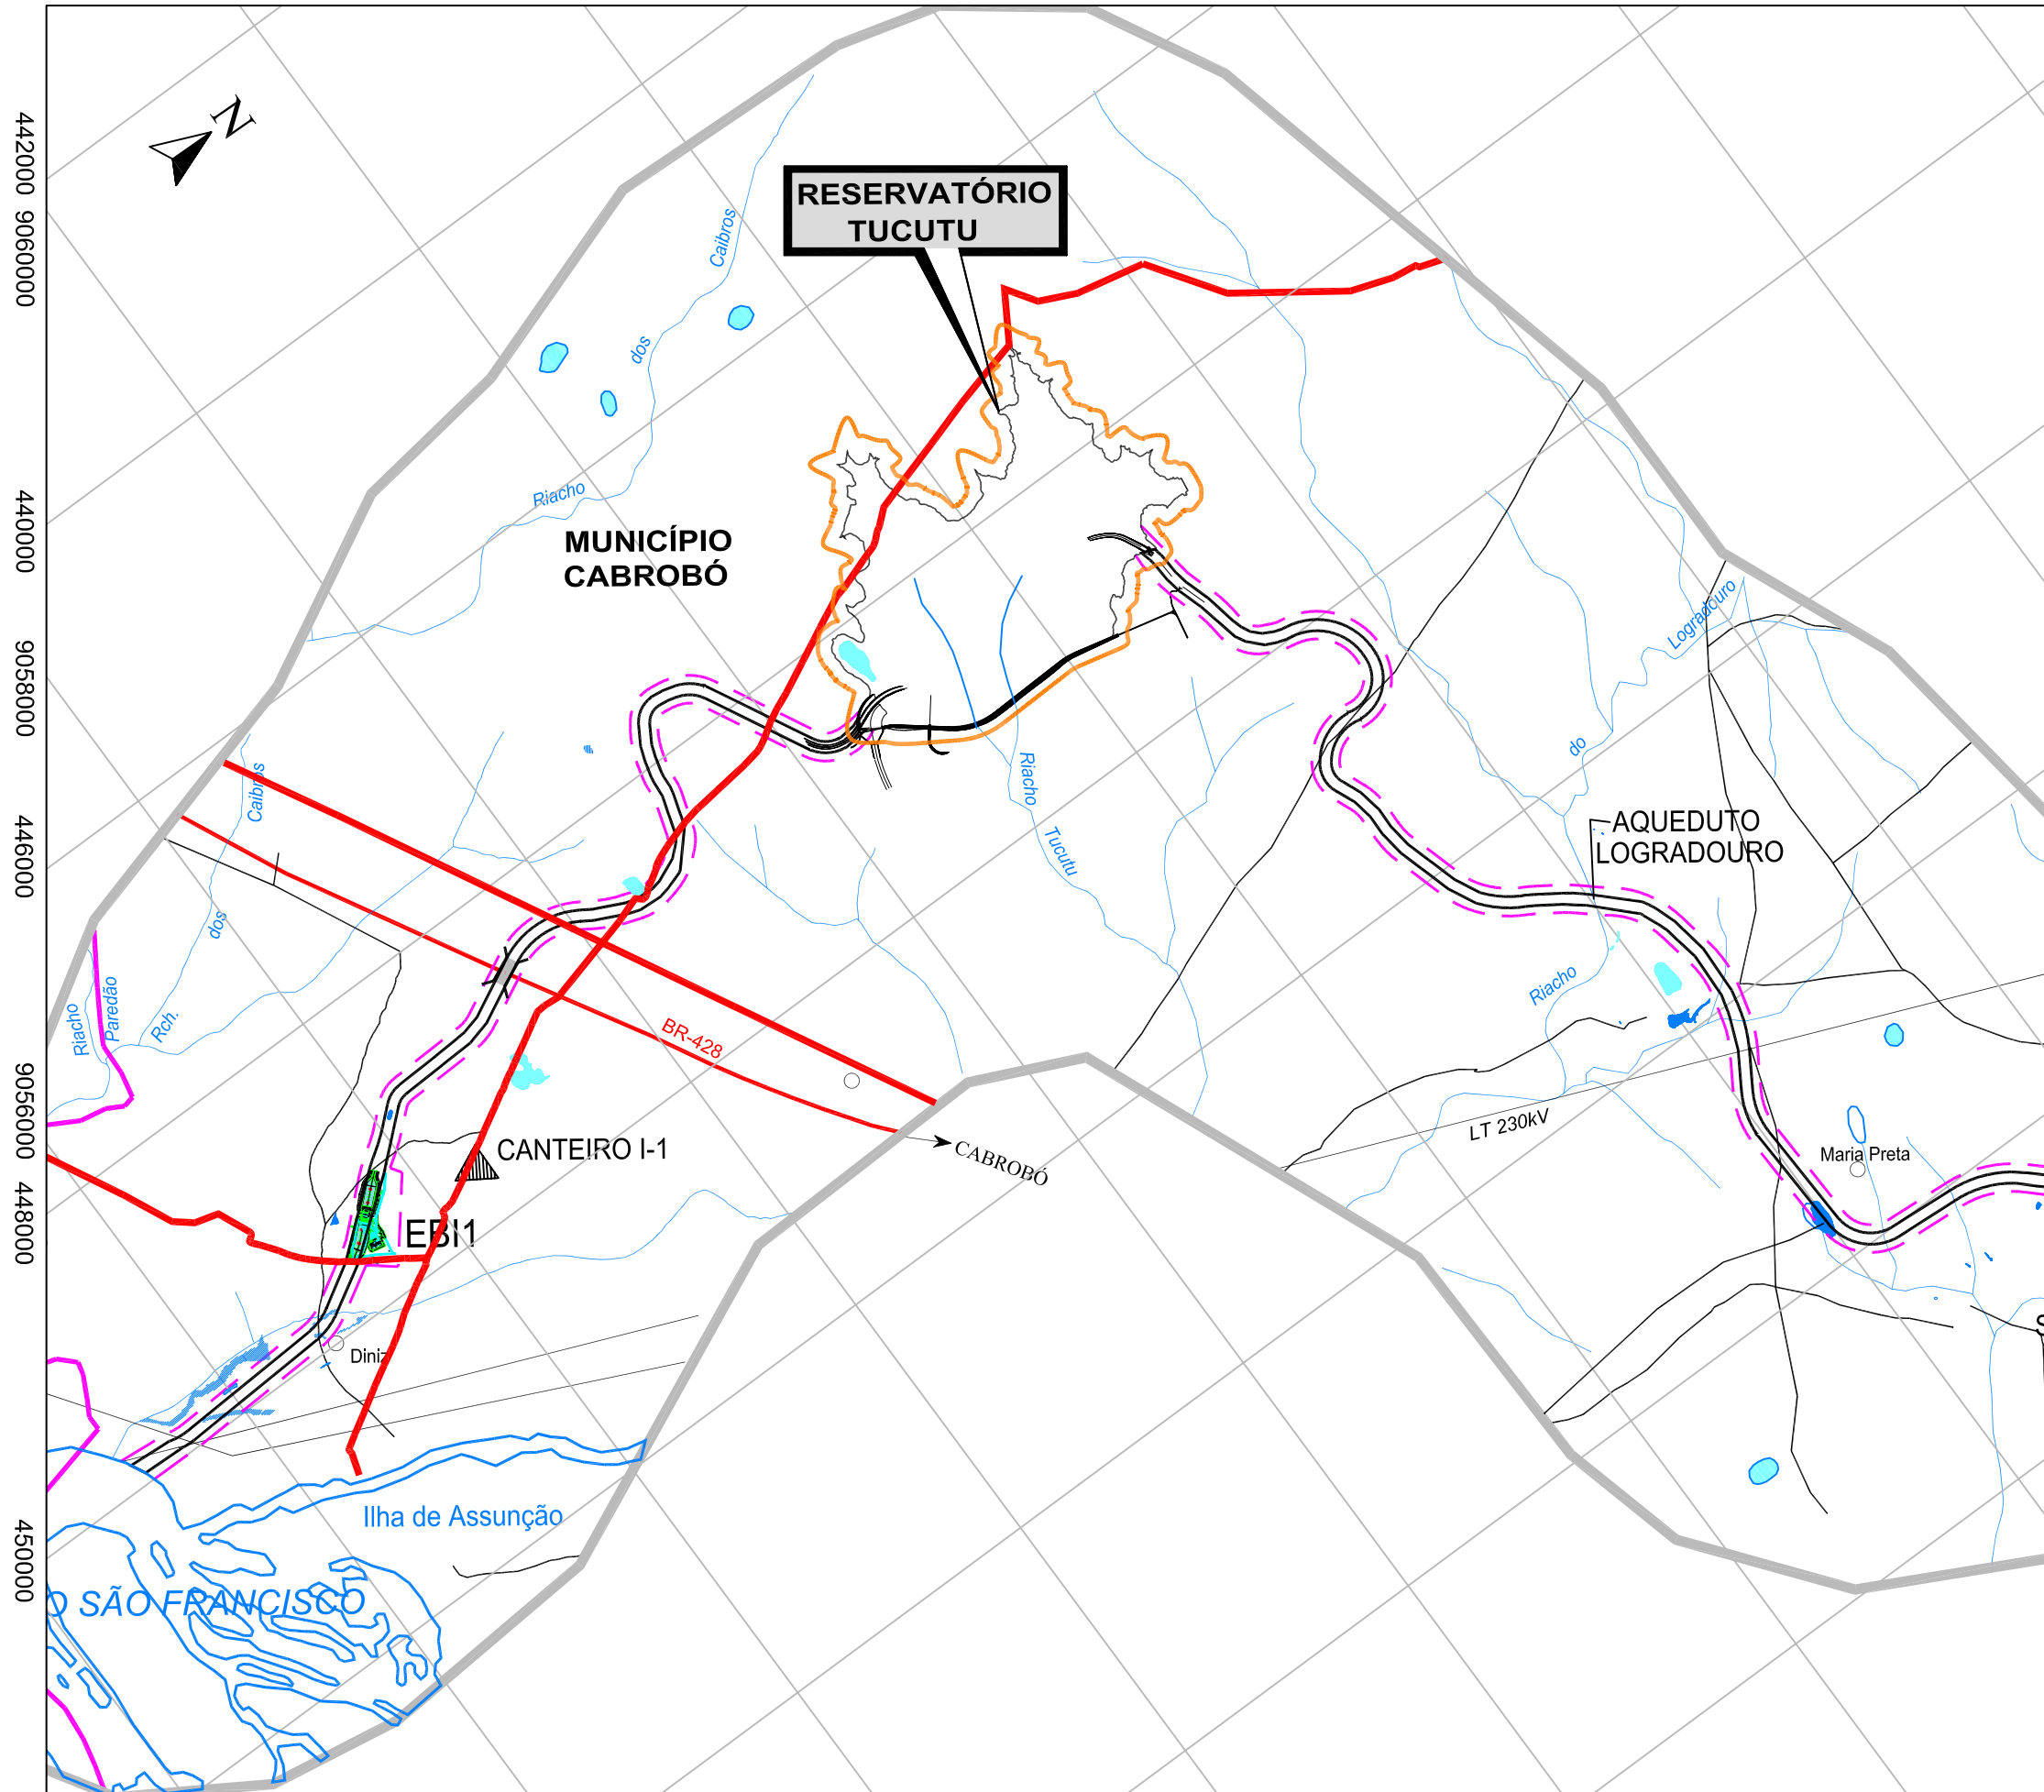 N
442000
9060000
RESERVATÓRIO
TUCUTU
Caibros
dos
Riacho
440000
MUNICÍPIO
CABROBÓ
9058000
Logradouro
do
Riacho
Riacho
Tucutu
Caibros
dos
Rch.
446000
AQUEDUTO
LOGRADOURO
Riacho
Paredão
BR-428
9056000
CANTEIRO I-1
CABROBÓ
LT 230kV
Maria Preta
4480000
EBI1
Diniz
Ilha de Assunção
450000
O SÃO FRANCISCO